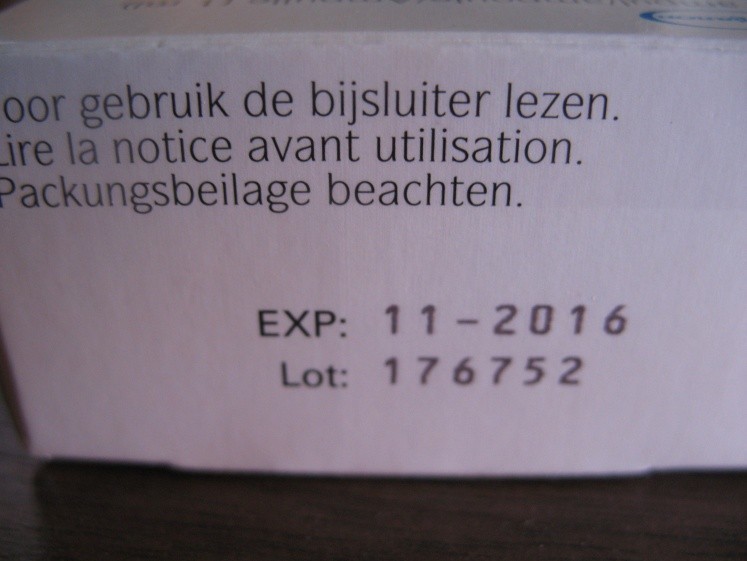 oor gebruik de bijsluiter lezen.
Lire la notice avant utilisation.
Packungsbeilage beachten.
EXP: 11-2016
Lot: 176752